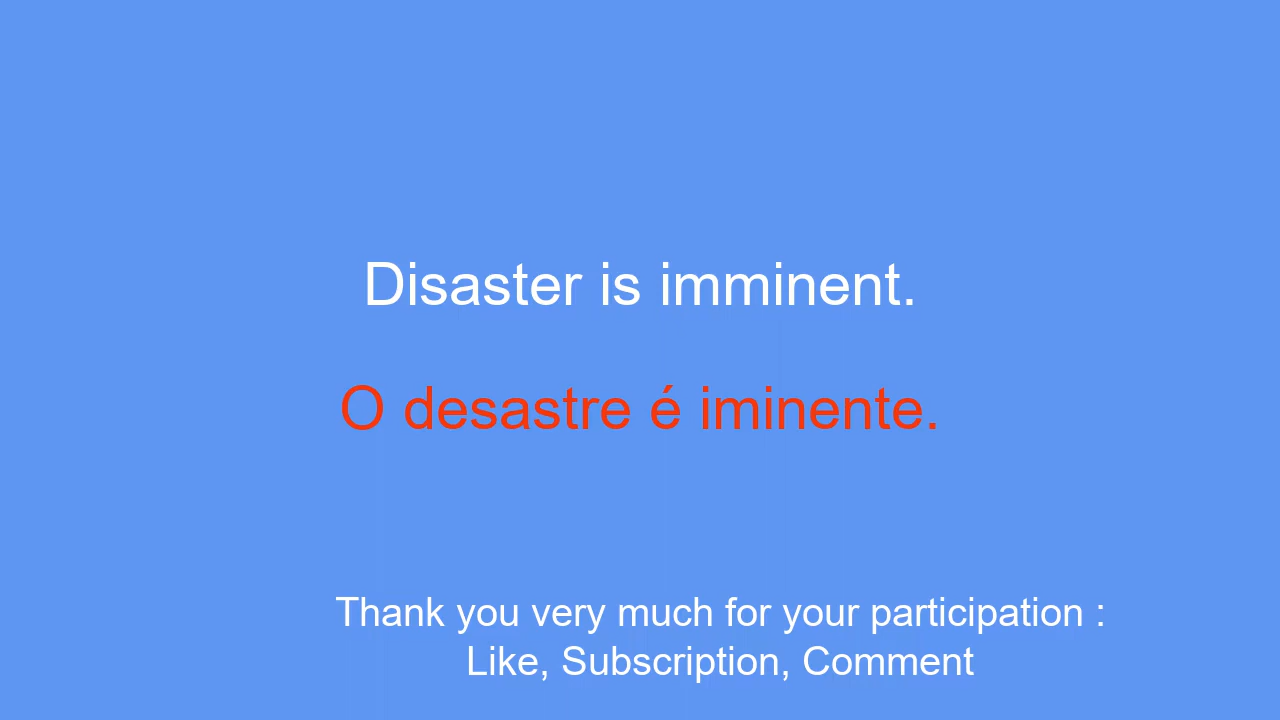 Disaster is imminent.
O desastre é iminente.
Thank you very much for your participation :
Like, Subscription, Comment